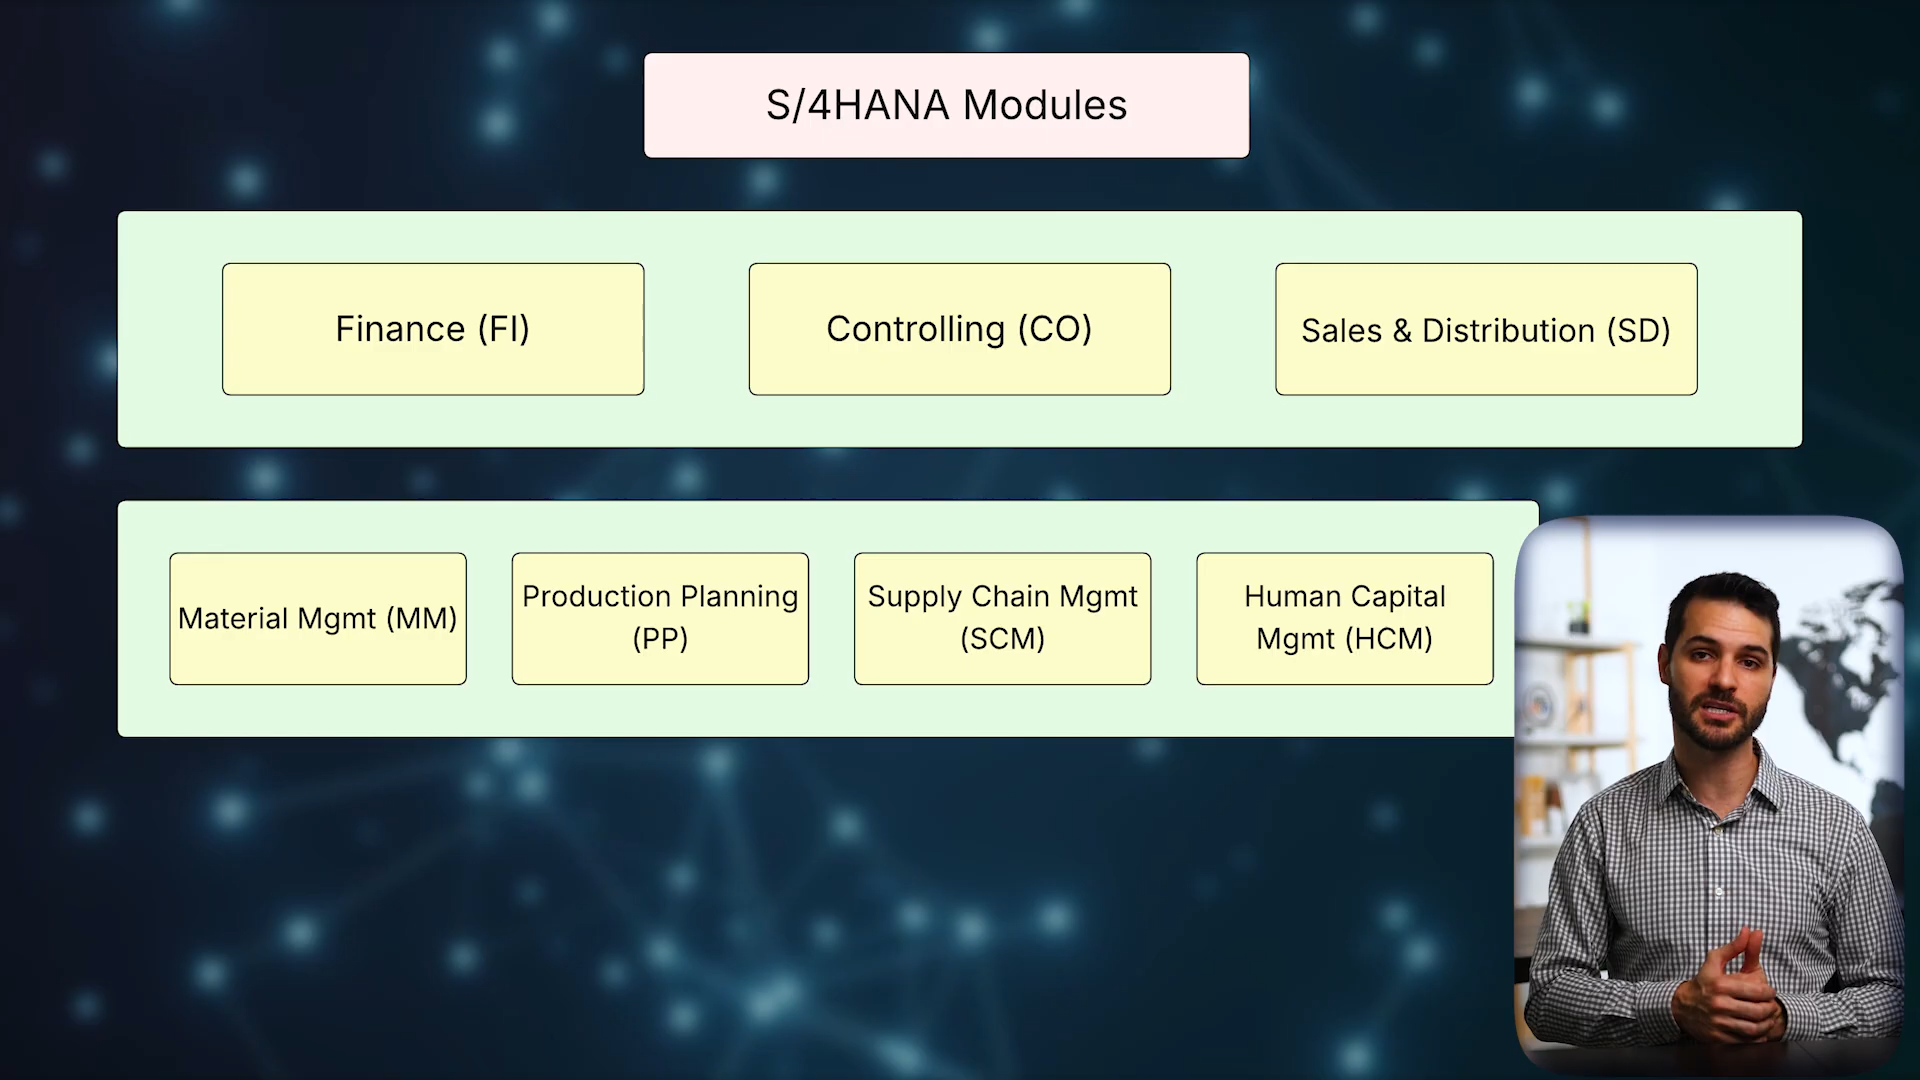 S/4HANA Modules
Finance (FI)
Controlling (CO)
Sales & Distribution (SD)
Material Mgmt (MM)
Production Planning
(PP)
Supply Chain Mgmt
(SCM)
Human Capital
Mgmt (HCM)